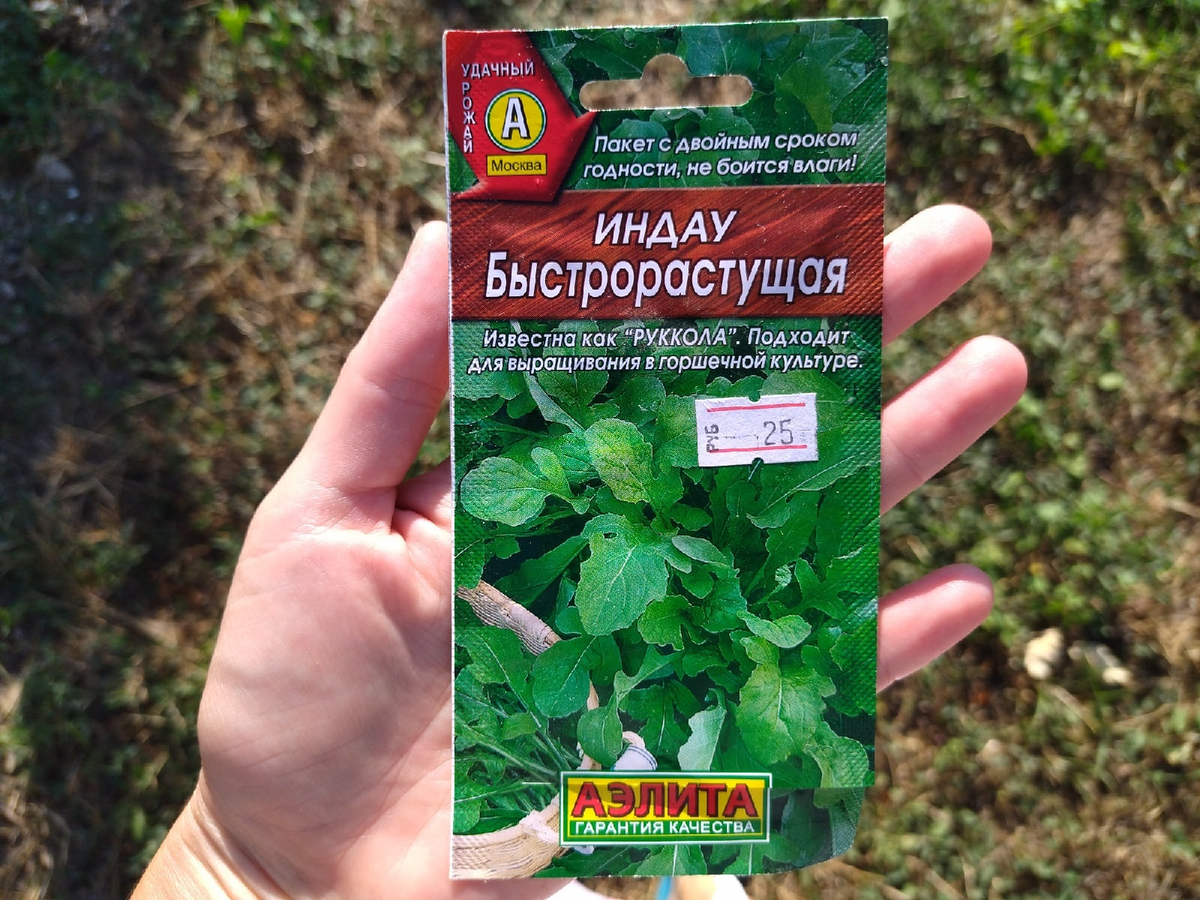 УДАЧНЫЙ
УРОЖАЙ
А
Москва
Пакет с двойным сроком
годности, не боится влаги!
ИНДАУ
Быстрорастущая
Известна как "РУККОЛА". Подходит
для выращивания в горшечной культуре.
РУБ 25
АЭЛИТА
ГАРАНТИЯ КАЧЕСТВА